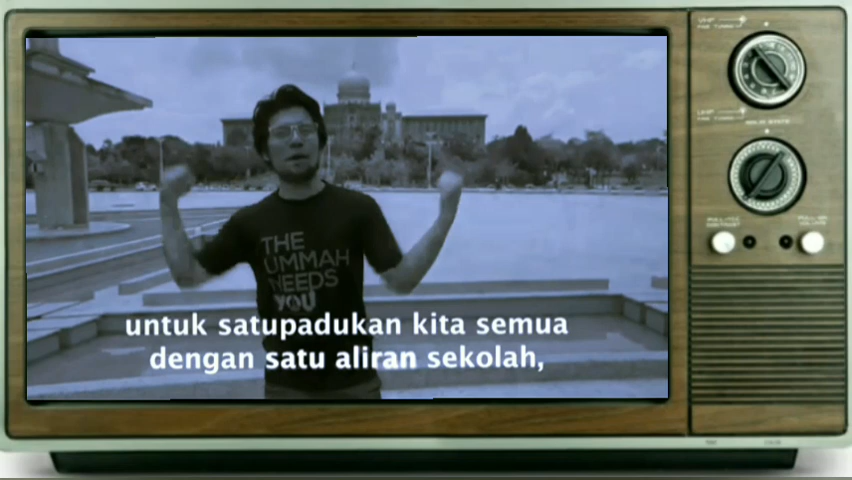 THE
UMMAH
NEEDS
YOU
untuk satupadukan kita semua
dengan satu aliran sekolah,